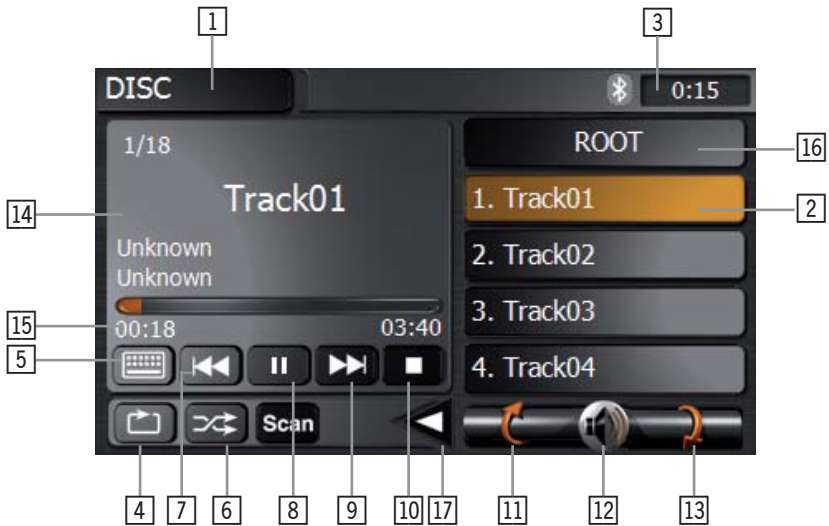 1 3
DISC 0:15
1/18
ROOT 16
Track01
1. Track01 2
14
Unknown
2. Track02
Unknown
3. Track03
15 00:18 03:40
5
4. Track04
Scan
4 7 6 8 9 10 17 11 12 13